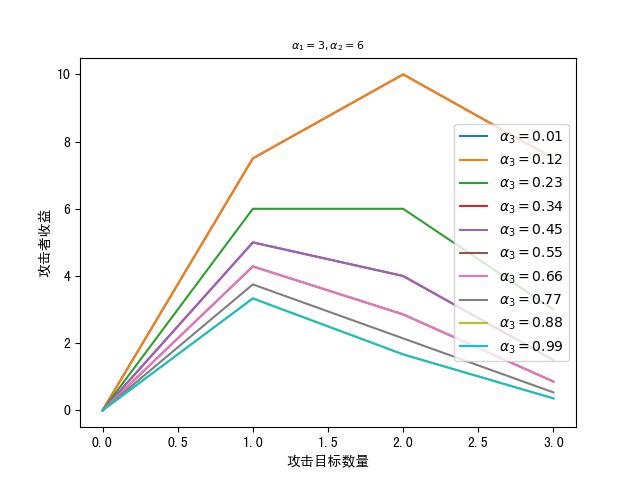 α₁ = 3, α₂ = 6
攻击者收益
10
8
6
4
2
0
α₃ = 0.01
α₃ = 0.12
α₃ = 0.23
α₃ = 0.34
α₃ = 0.45
α₃ = 0.55
α₃ = 0.66
α₃ = 0.77
α₃ = 0.88
α₃ = 0.99
0.0 0.5 1.0 1.5 2.0 2.5 3.0
攻击目标数量